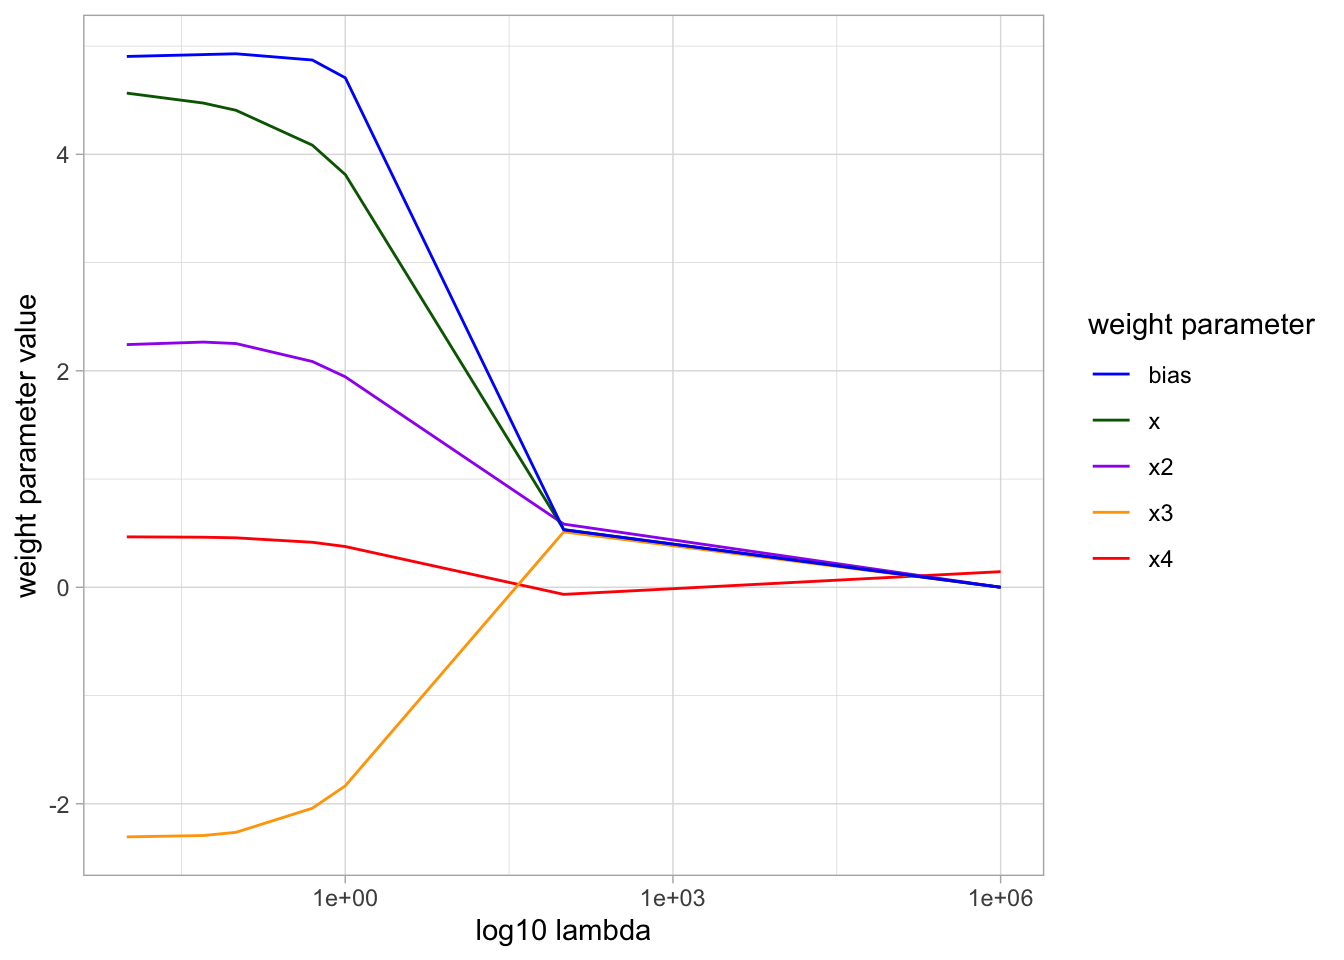 weight parameter value
4
2
0
-2
1e+00
1e+03
1e+06
log10 lambda
weight parameter
bias
x
x2
x3
x4